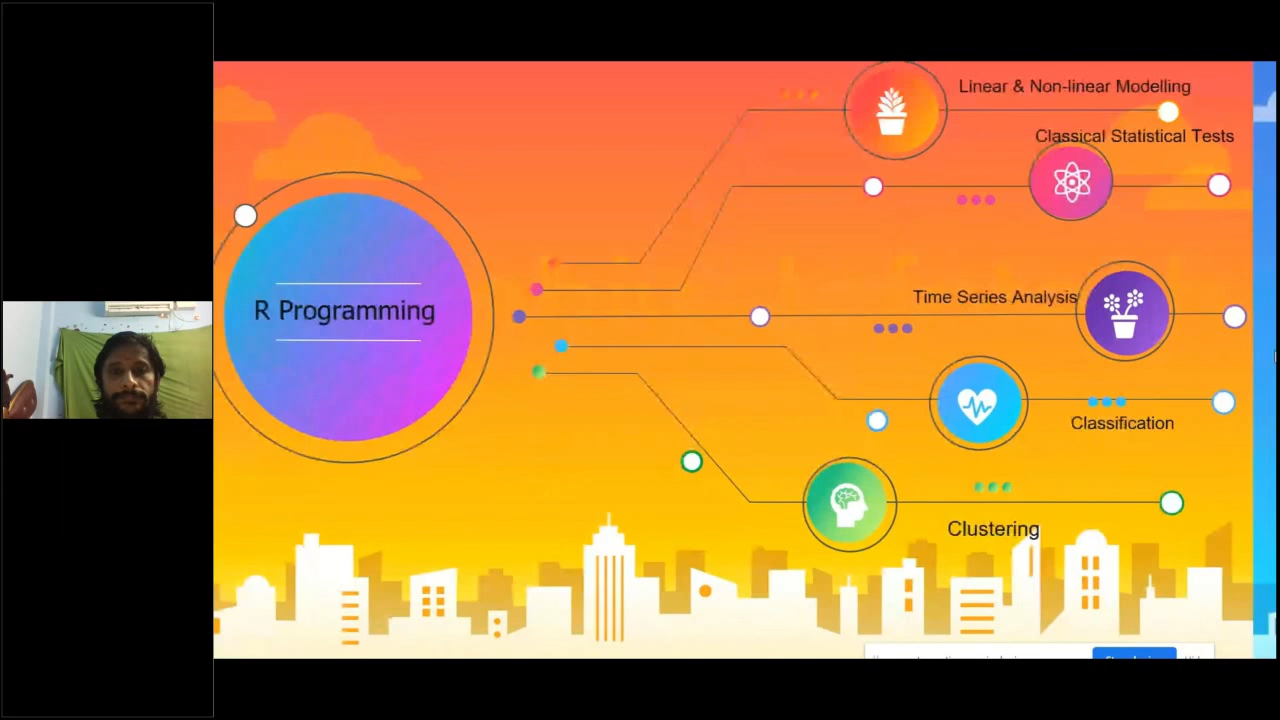 R Programming
Linear & Non-linear Modelling
Classical Statistical Tests
Time Series Analysis
Classification
Clustering